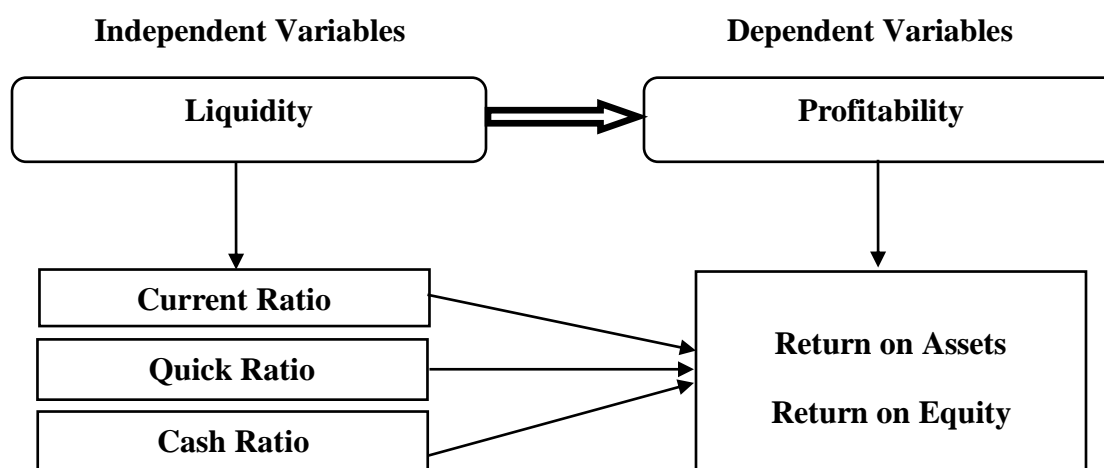 Independent Variables
Dependent Variables
Liquidity
Profitability
Current Ratio
Quick Ratio
Cash Ratio
Return on Assets
Return on Equity